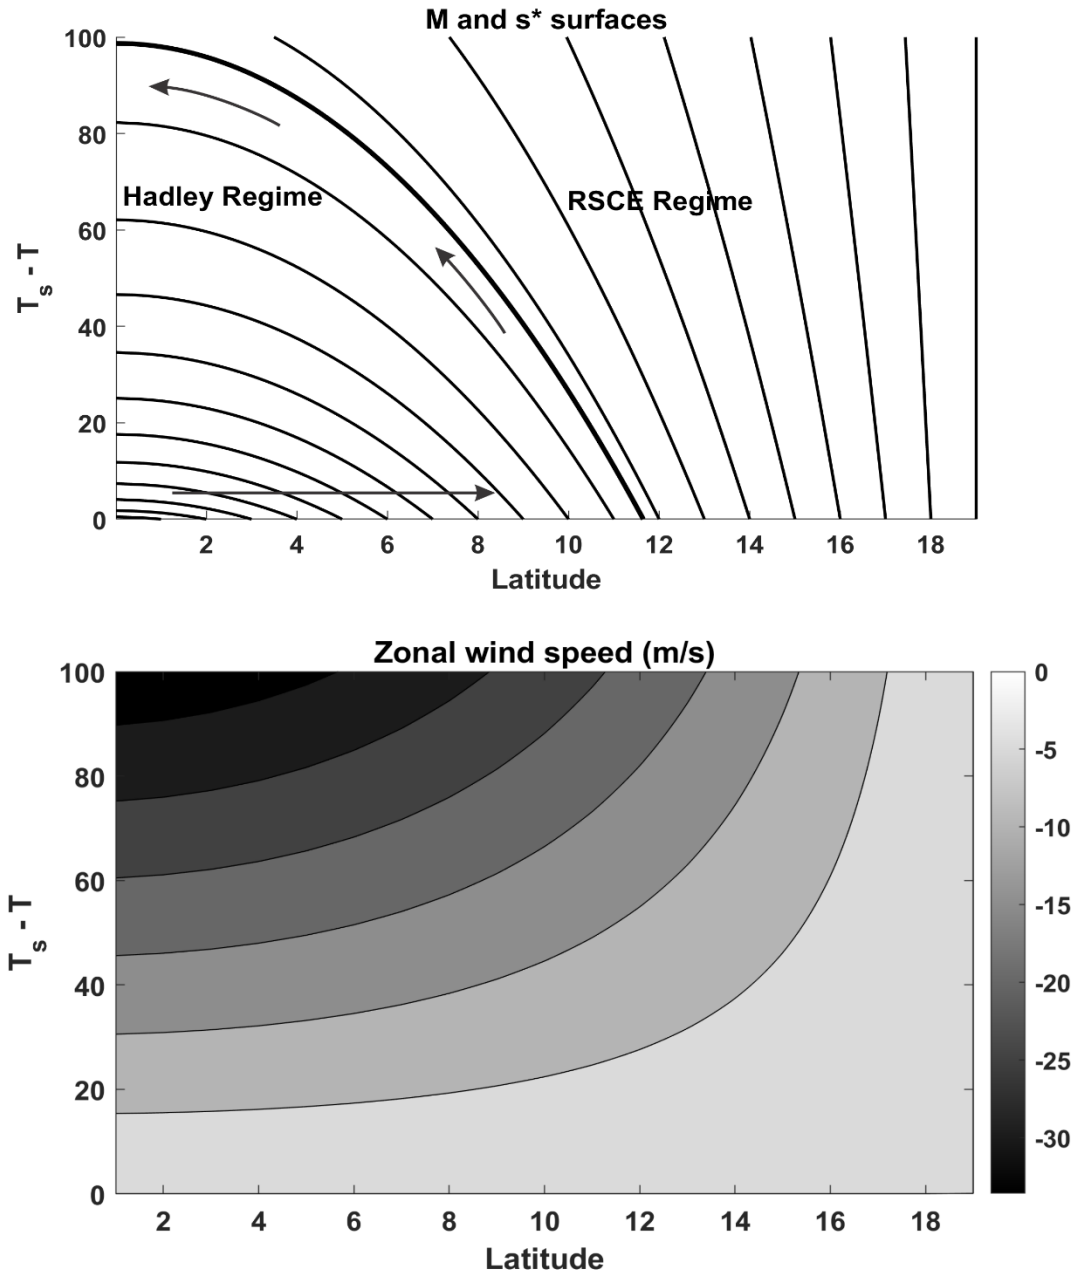 M and s* surfaces
100
80
60
40
20
0
T_s - T
Hadley Regime
RSCE Regime
2 4 6 8 10 12 14 16 18
Latitude
Zonal wind speed (m/s)
100
80
60
40
20
0
T_s - T
2 4 6 8 10 12 14 16 18
Latitude
0
-5
-10
-15
-20
-25
-30